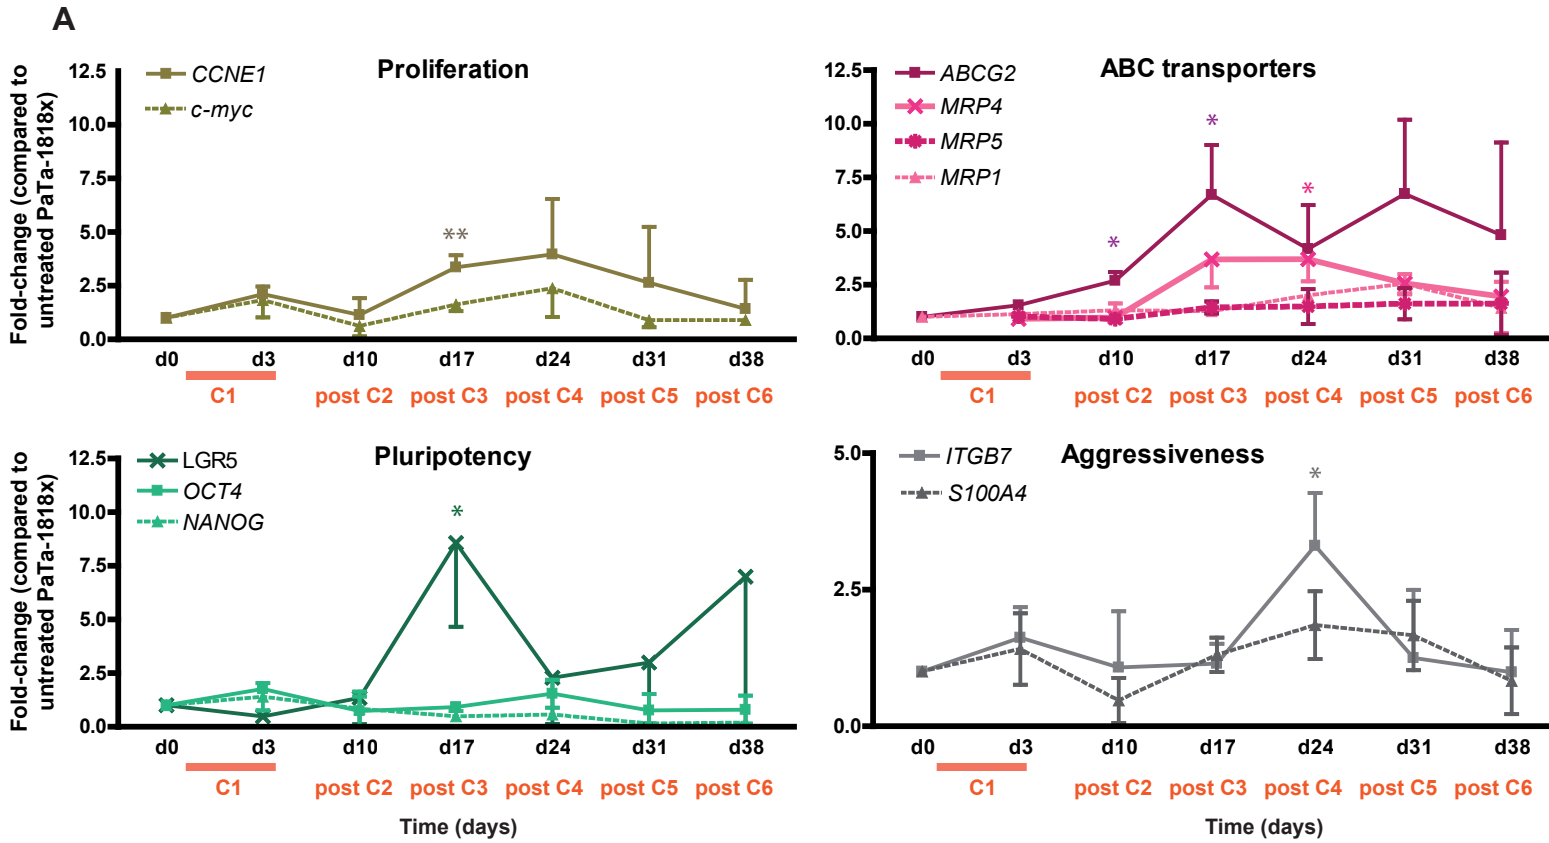 A
Fold-change (compared to
untreated PaTa-1818x)
Proliferation
CCNE1
c-myc
12.5
10.0
7.5
5.0
2.5
0.0
**
d0 d3 d10 d17 d24 d31 d38
C1 post C2 post C3 post C4 post C5 post C6
ABC transporters
ABCG2
MRP4
MRP5
MRP1
12.5
10.0
7.5
5.0
2.5
0.0
* * *
d0 d3 d10 d17 d24 d31 d38
C1 post C2 post C3 post C4 post C5 post C6
Fold-change (compared to
untreated PaTa-1818x)
Pluripotency
LGR5
OCT4
NANOG
12.5
10.0
7.5
5.0
2.5
0.0
*
d0 d3 d10 d17 d24 d31 d38
C1 post C2 post C3 post C4 post C5 post C6
Time (days)
Aggressiveness
ITGB7
S100A4
5.0
2.5
0.0
*
d0 d3 d10 d17 d24 d31 d38
C1 post C2 post C3 post C4 post C5 post C6
Time (days)